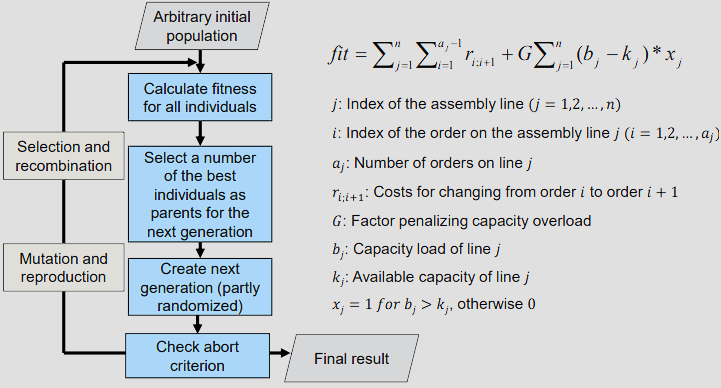 Arbitrary initial
population
Calculate fitness
for all individuals
Selection and
recombination
Select a number
of the best
individuals as
parents for the
next generation
Mutation and
reproduction
Create next
generation (partly
randomized)
Check abort
criterion
Final result
fit = ∑_{j=1}^{n} ∑_{i=1}^{a_j−1} r_{i;i+1} + G∑_{j=1}^{n} (b_j − k_j) * x_j
j: Index of the assembly line (j = 1,2, …, n)
i: Index of the order on the assembly line j (i = 1,2, …, a_j)
a_j: Number of orders on line j
r_{i;i+1}: Costs for changing from order i to order i + 1
G: Factor penalizing capacity overload
b_j: Capacity load of line j
k_j: Available capacity of line j
x_j = 1 for b_j > k_j, otherwise 0